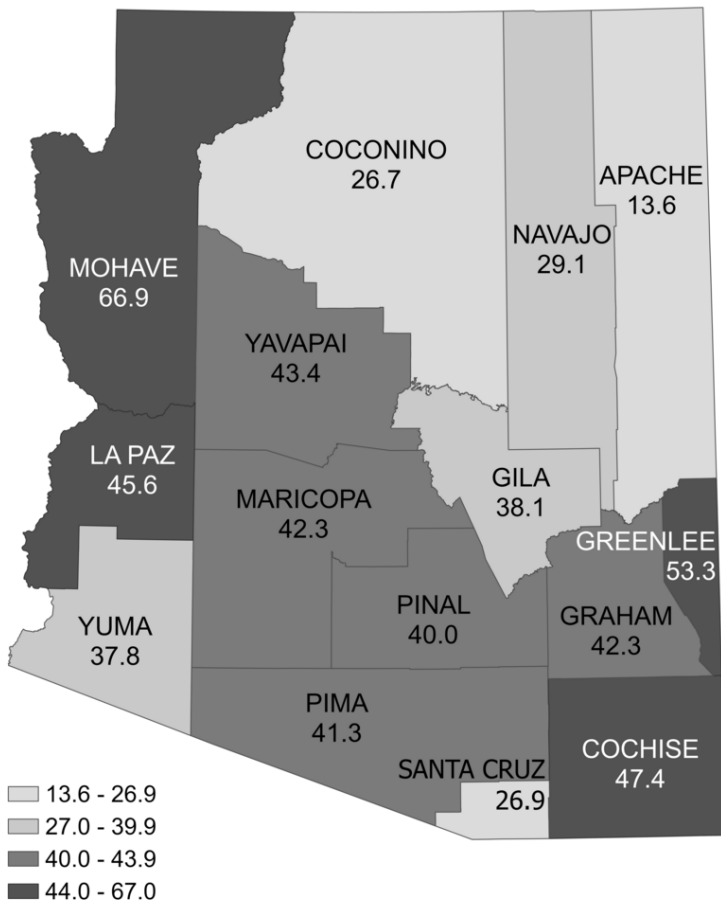 COCONINO
26.7
APACHE
13.6
NAVAJO
29.1
MOHAVE
66.9
YAVAPAI
43.4
LA PAZ
45.6
GILA
38.1
MARICOPA
42.3
GREENLEE
53.3
PINAL
40.0
GRAHAM
42.3
YUMA
37.8
PIMA
41.3
COCHISE
47.4
SANTA CRUZ
26.9
13.6 - 26.9
27.0 - 39.9
40.0 - 43.9
44.0 - 67.0